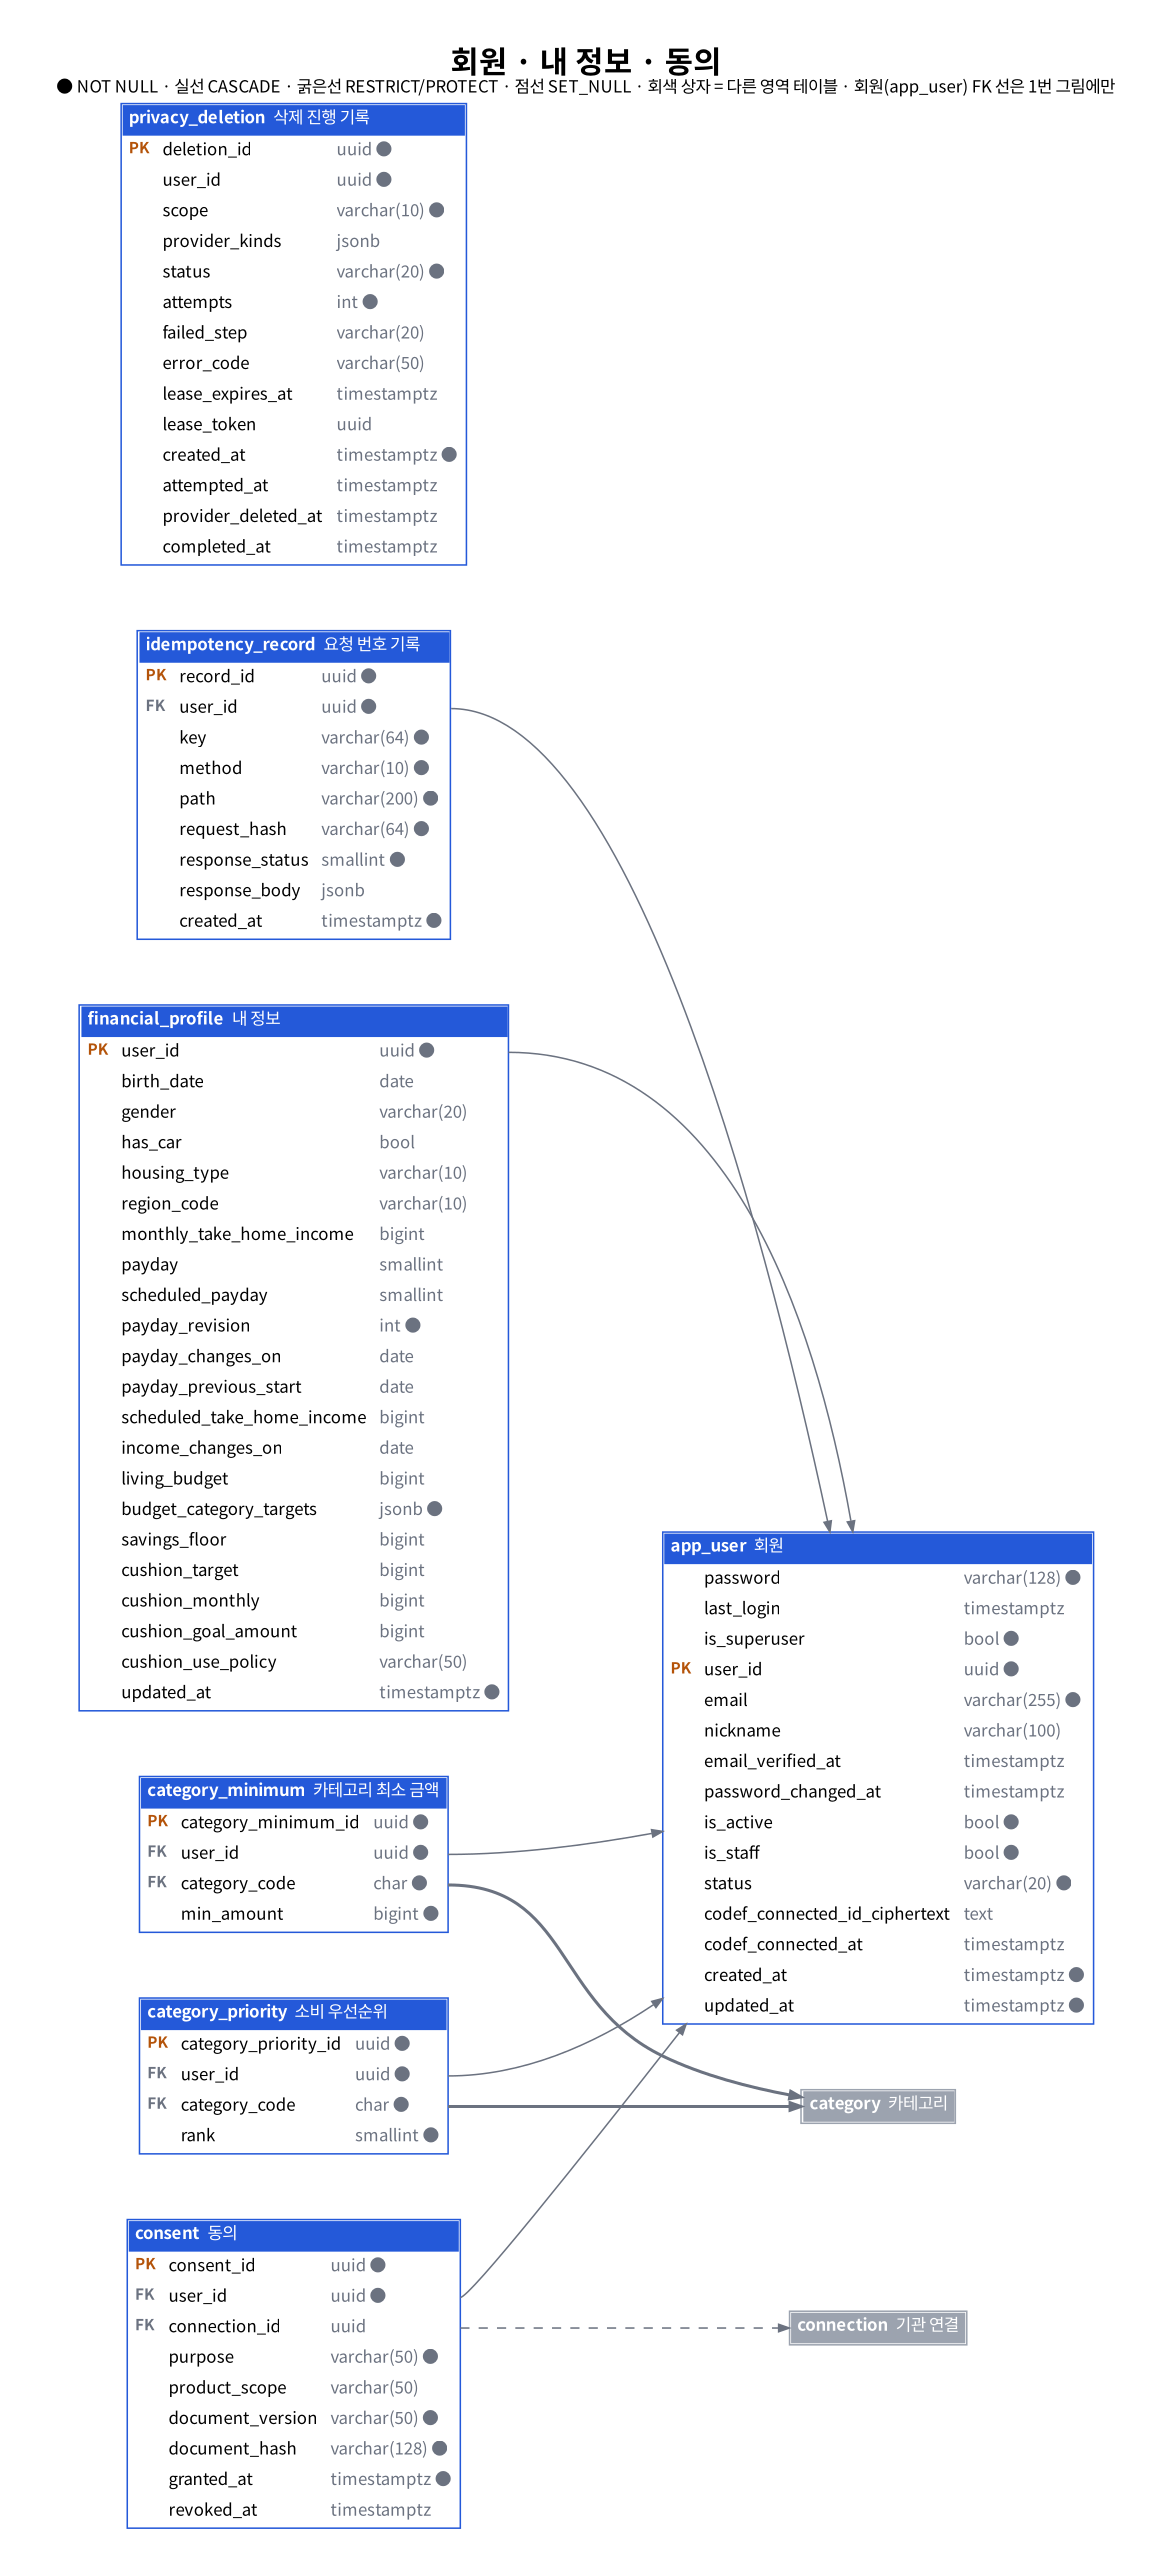 회원 · 내 정보 · 동의
● NOT NULL · 실선 CASCADE · 굵은선 RESTRICT/PROTECT · 점선 SET_NULL · 회색 상자 = 다른 영역 테이블 · 회원(app_user) FK 선은 1번 그림에만
privacy_deletion 삭제 진행 기록
PK deletion_id uuid ●
user_id uuid ●
scope varchar(10) ●
provider_kinds jsonb
status varchar(20) ●
attempts int ●
failed_step varchar(20)
error_code varchar(50)
lease_expires_at timestamptz
lease_token uuid
created_at timestamptz ●
attempted_at timestamptz
provider_deleted_at timestamptz
completed_at timestamptz
idempotency_record 요청 번호 기록
PK record_id uuid ●
FK user_id uuid ●
key varchar(64) ●
method varchar(10) ●
path varchar(200) ●
request_hash varchar(64) ●
response_status smallint ●
response_body jsonb
created_at timestamptz ●
financial_profile 내 정보
PK user_id uuid ●
birth_date date
gender varchar(20)
has_car bool
housing_type varchar(10)
region_code varchar(10)
monthly_take_home_income bigint
payday smallint
scheduled_payday smallint
payday_revision int ●
payday_changes_on date
payday_previous_start date
scheduled_take_home_income bigint
income_changes_on date
living_budget bigint
budget_category_targets jsonb ●
savings_floor bigint
cushion_target bigint
cushion_monthly bigint
cushion_goal_amount bigint
cushion_use_policy varchar(50)
updated_at timestamptz ●
app_user 회원
password varchar(128) ●
last_login timestamptz
is_superuser bool ●
PK user_id uuid ●
email varchar(255) ●
nickname varchar(100)
email_verified_at timestamptz
password_changed_at timestamptz
is_active bool ●
is_staff bool ●
status varchar(20) ●
codef_connected_id_ciphertext text
codef_connected_at timestamptz
created_at timestamptz ●
updated_at timestamptz ●
category_minimum 카테고리 최소 금액
PK category_minimum_id uuid ●
FK user_id uuid ●
FK category_code char ●
min_amount bigint ●
category_priority 소비 우선순위
PK category_priority_id uuid ●
FK user_id uuid ●
FK category_code char ●
rank smallint ●
category 카테고리
consent 동의
PK consent_id uuid ●
FK user_id uuid ●
FK connection_id uuid
purpose varchar(50) ●
product_scope varchar(50)
document_version varchar(50) ●
document_hash varchar(128) ●
granted_at timestamptz ●
revoked_at timestamptz
connection 기관 연결